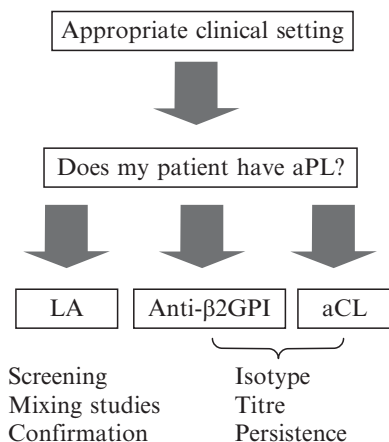 Appropriate clinical setting
Does my patient have aPL?
LA
Anti-β2GPI
aCL
Screening
Mixing studies
Confirmation
Isotype
Titre
Persistence